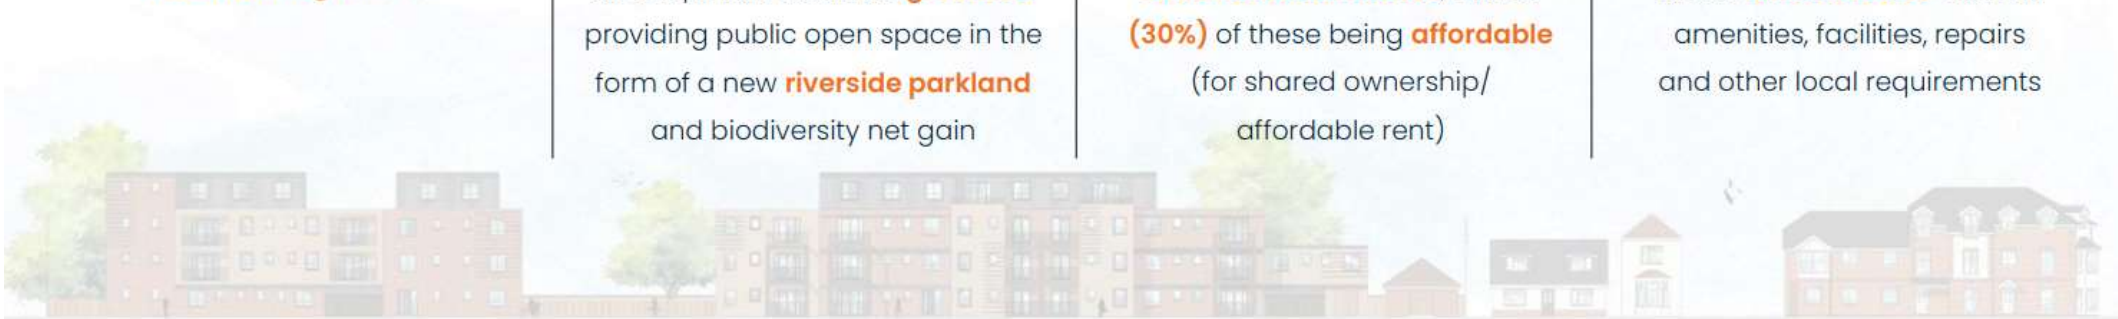 providing public open space in the
form of a new riverside parkland
and biodiversity net gain
(30%) of these being affordable
(for shared ownership/
affordable rent)
amenities, facilities, repairs
and other local requirements